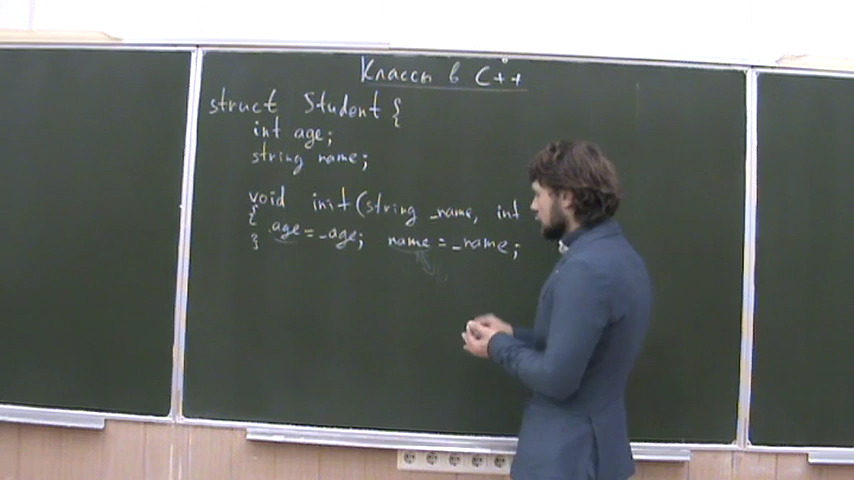 Классы в C++
struct Student {
int age;
string name;
void init(string _name, int
{ age = _age; name = _name;
}